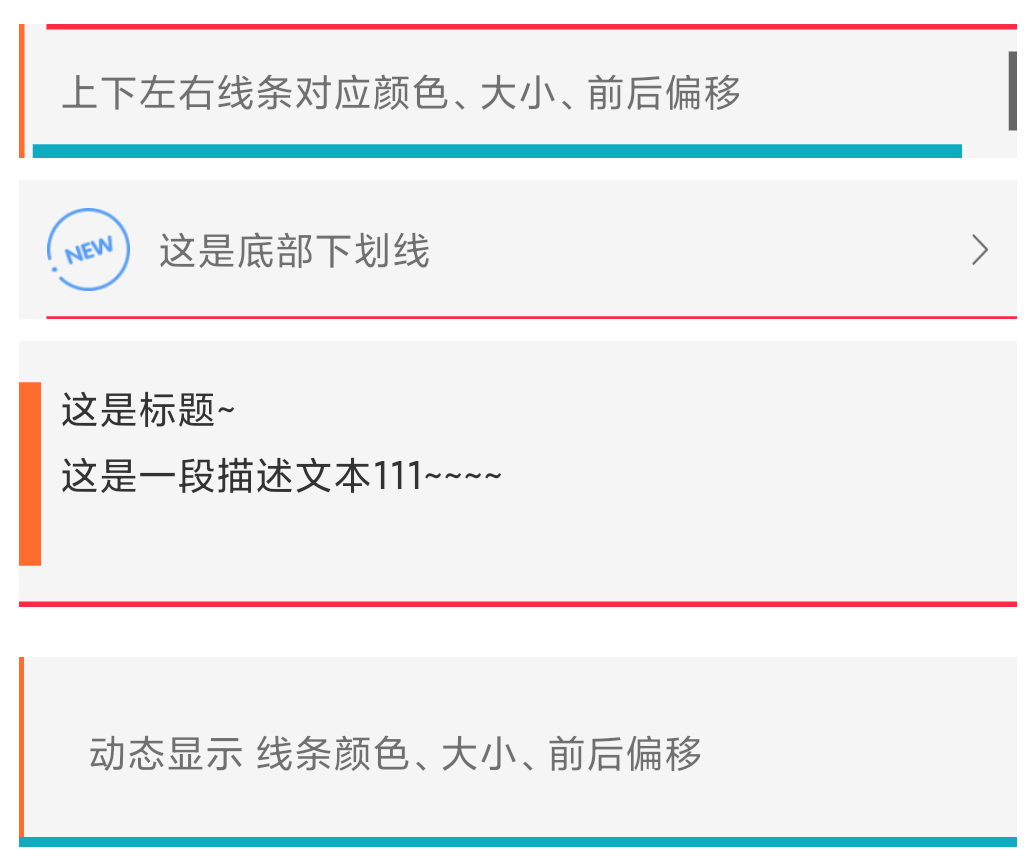 上下左右线条对应颜色、大小、前后偏移
NEW
这是底部下划线
这是标题~
这是一段描述文本111~~~~
动态显示 线条颜色、大小、前后偏移